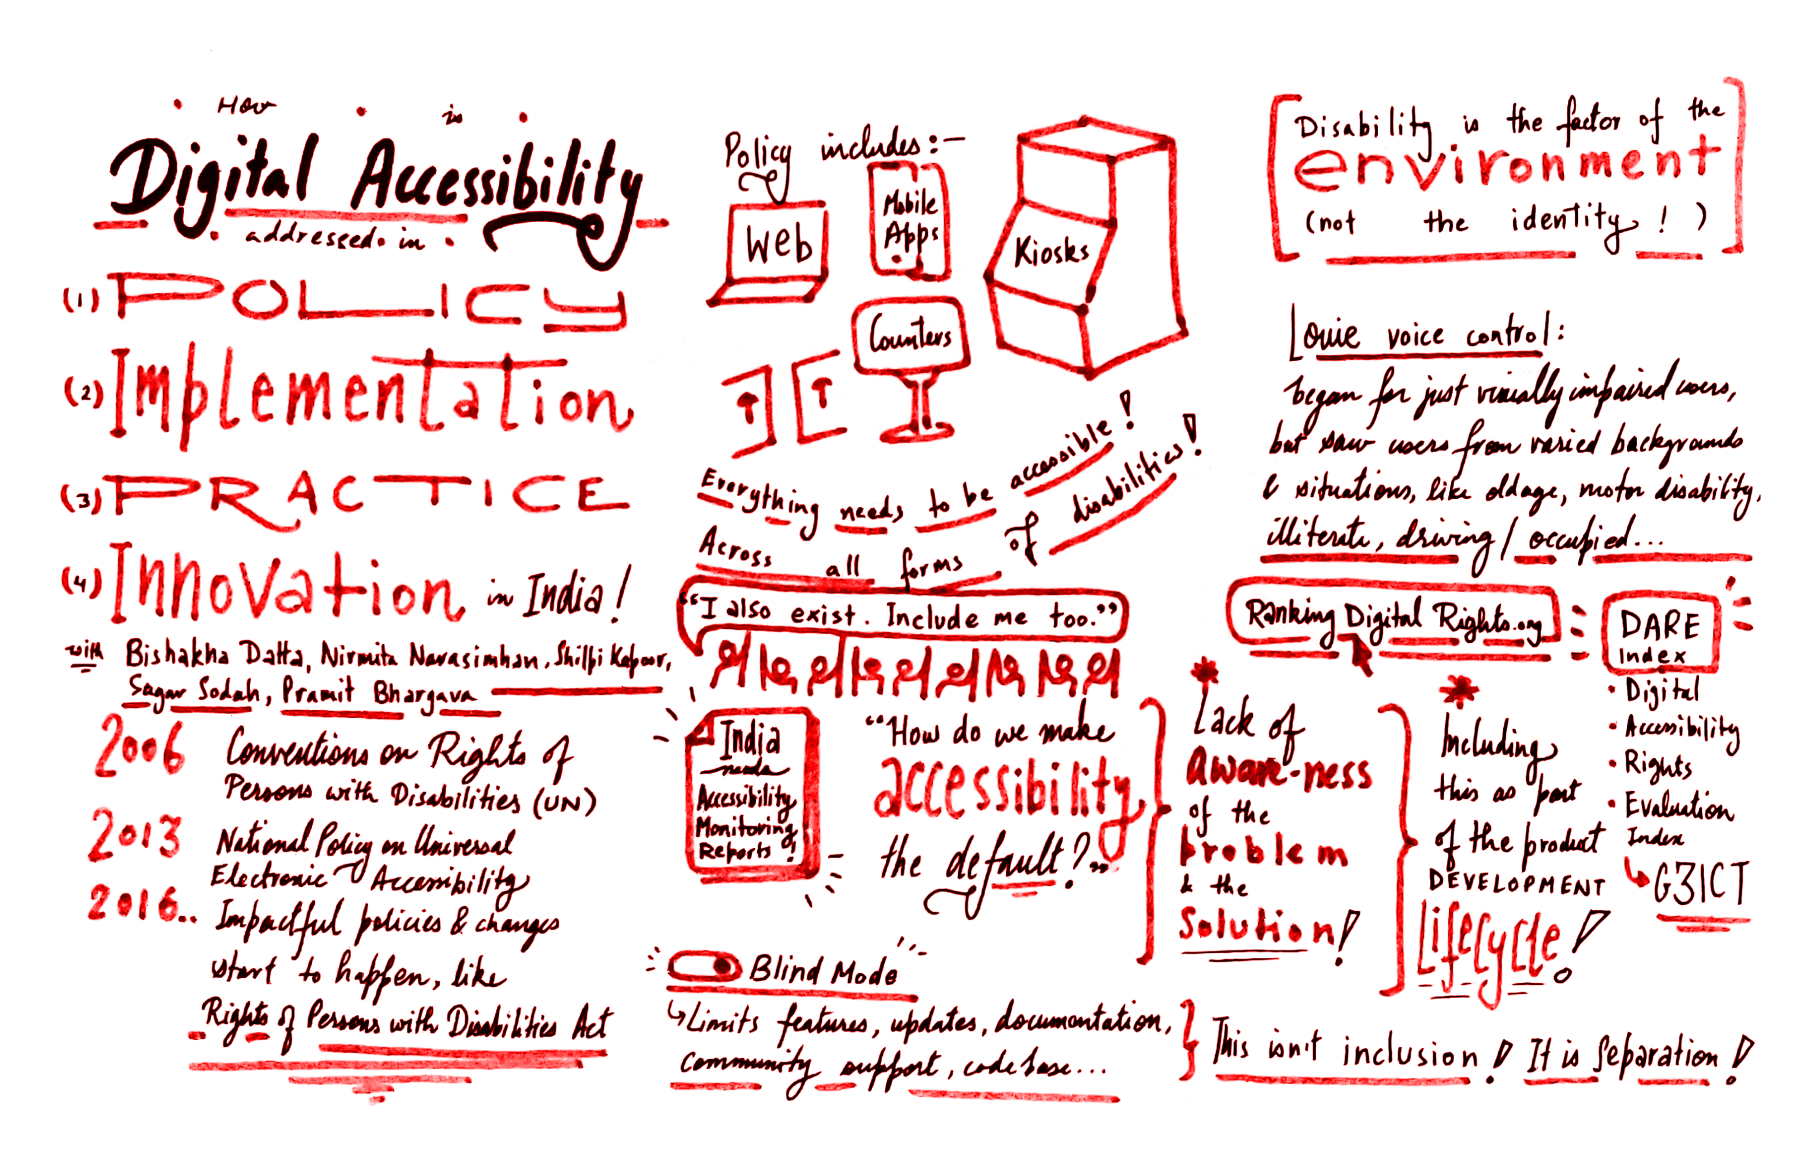 How is
Digital Accessibility
addressed in
(1) POLICY
(2) Implementation
(3) PRACTICE
(4) Innovation in India!
with Bishakha Datta, Nirmita Narasimhan, Shilpi Kapoor,
Sagar Sodah, Pramit Bhargava
2006 Conventions on Rights of
Persons with Disabilities (UN)
2013 National Policy on Universal
Electronic Accessibility
2016.. Impactful policies & changes
start to happen, like
Rights of Persons with Disabilities Act
Policy includes:-
Web
Mobile
Apps
Kiosks
Counters
Everything needs to be accessible!
Across all forms of disabilities!
"I also exist. Include me too."
India
needs
Accessibility
Monitoring
Reports!
"How do we make
accessibility
the default?"
Lack of
aware-ness
of the
problem
& the
solution!
Including
this as part
of the product
DEVELOPMENT
Lifecycle!
Blind Mode
Limits features, updates, documentation,
community support, codebase...
This isn't inclusion! It is separation!
Disability is the factor of the
environment
(not the identity!)
Louie voice control:
began for just visually impaired users,
but saw users from varied backgrounds
& situations, like oldage, motor disability,
illiterate, driving/occupied...
Ranking Digital Rights.org
DARE
Index
• Digital
• Accessibility
• Rights
• Evaluation
Index
G3ICT